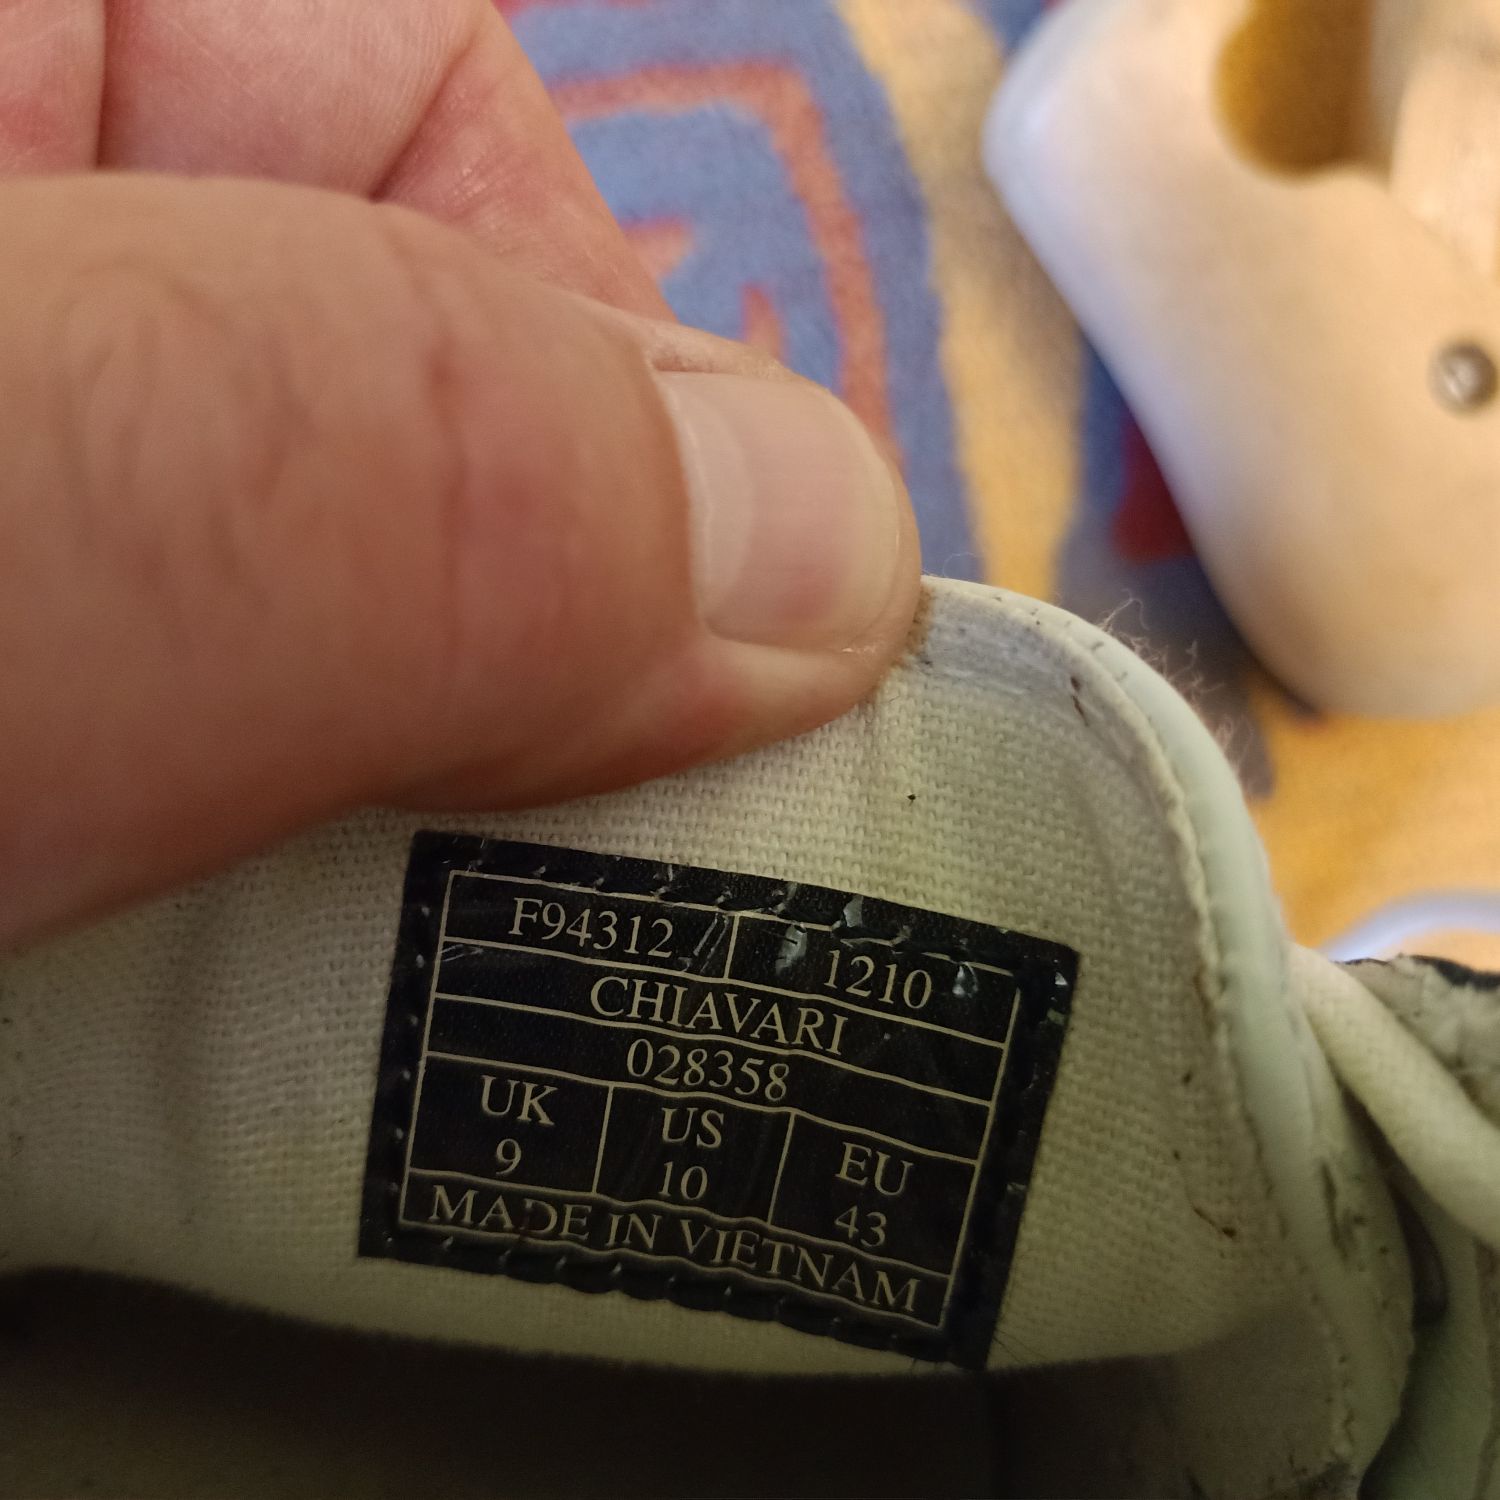 F94312 1210
CHIAVARI
028358
UK US EU
9 10 43
MADE IN VIETNAM